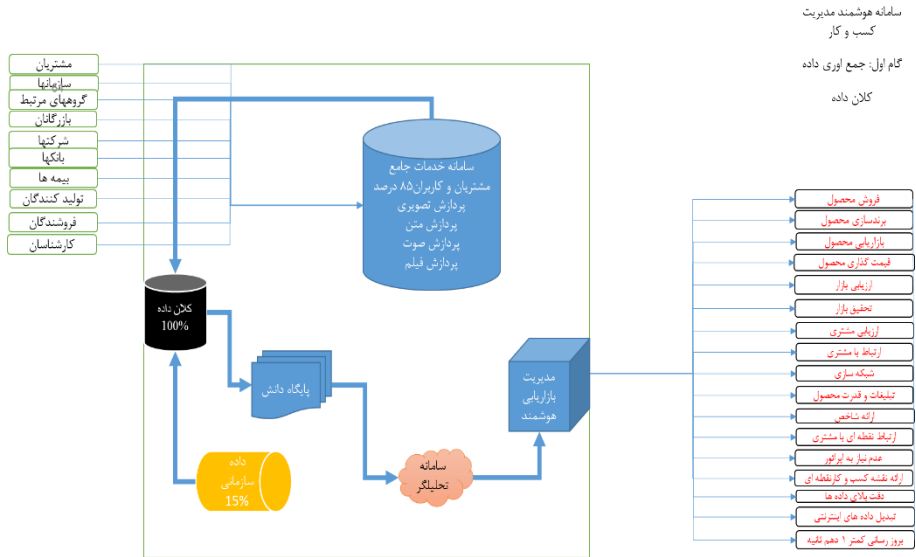 سامانه هوشمند مدیریت
کسب و کار
گام اول: جمع اوری داده
کلان داده
مشتریان
سازمانها
گروههای مرتبط
بازرگانان
شرکتها
بانکها
بیمه ها
تولید کنندگان
فروشندگان
کارشناسان
سامانه خدمات جامع
مشتریان و کاربران۸۵ درصد
پردازش تصویری
پردازش متن
پردازش صوت
پردازش فیلم
کلان داده
100%
پایگاه دانش
داده
سازمانی
15%
سامانه
تحلیلگر
مدیریت
بازاریابی
هوشمند
فروش محصول
برندسازی محصول
بازاریابی محصول
قیمت گذاری محصول
ارزیابی بازار
تحقیق بازار
ارزیابی مشتری
ارتباط با مشتری
شبکه سازی
تبلیغات و قدرت محصول
ارائه شاخص
ارتباط نقطه ای با مشتری
عدم نیاز به اپراتور
ارائه نقشه کسب و کارنقطه ای
دقت بالای داده ها
تبدیل داده های اینترنتی
بروز رسانی کمتر ۱ دهم ثانیه